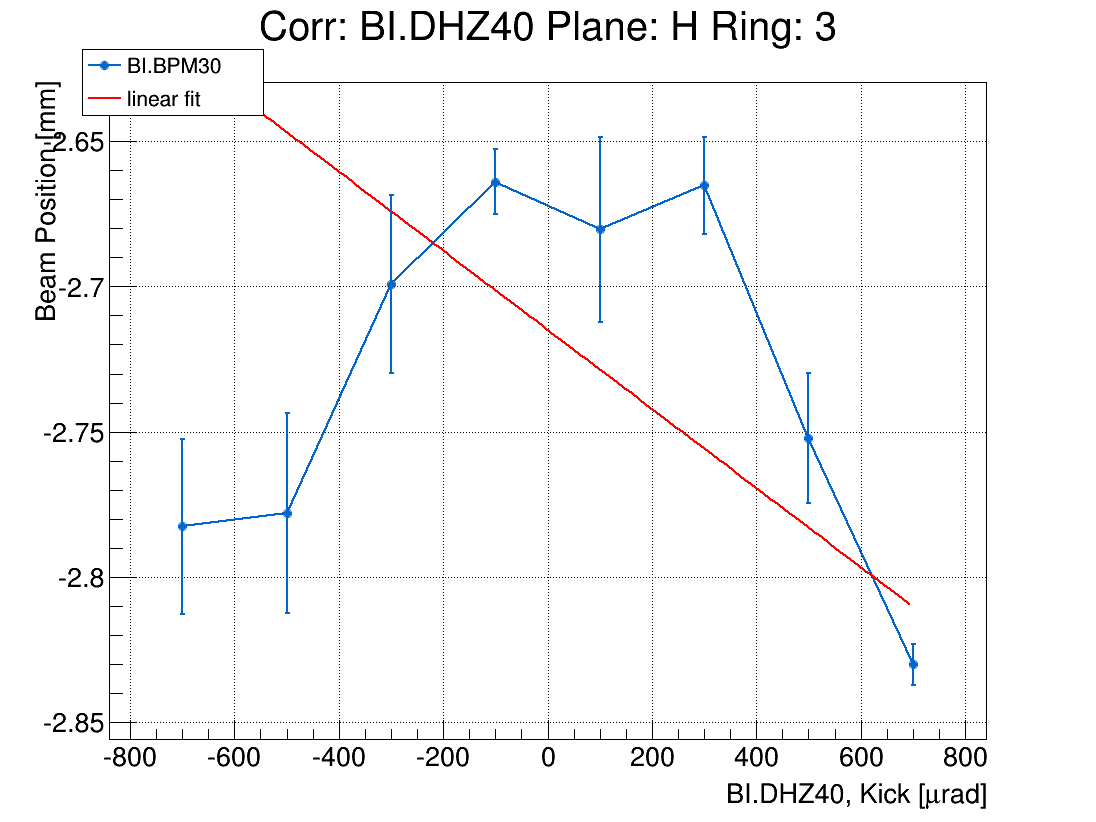 Corr: BI.DHZ40 Plane: H Ring: 3
BI.BPM30
linear fit
Beam Position [mm]
-2.65
-2.7
-2.75
-2.8
-2.85
-800 -600 -400 -200 0 200 400 600 800
BI.DHZ40, Kick [μrad]